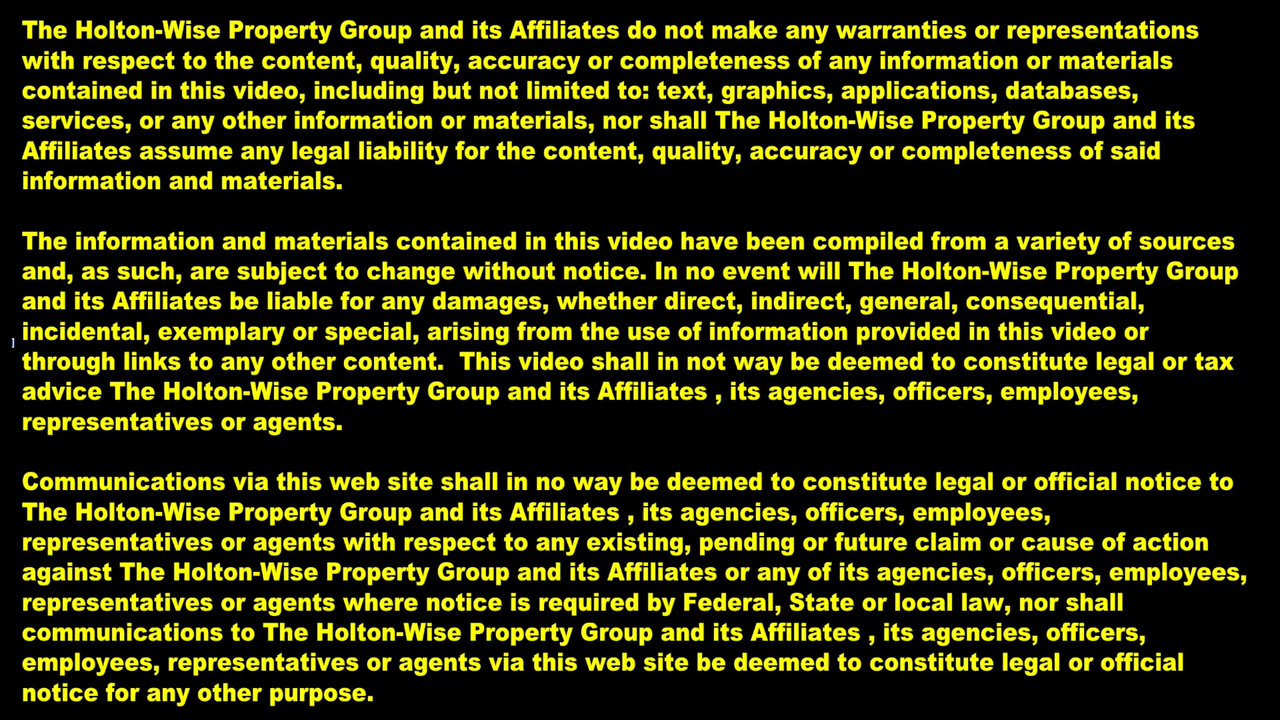 The Holton-Wise Property Group and its Affiliates do not make any warranties or representations
with respect to the content, quality, accuracy or completeness of any information or materials
contained in this video, including but not limited to: text, graphics, applications, databases,
services, or any other information or materials, nor shall The Holton-Wise Property Group and its
Affiliates assume any legal liability for the content, quality, accuracy or completeness of said
information and materials.
The information and materials contained in this video have been compiled from a variety of sources
and, as such, are subject to change without notice. In no event will The Holton-Wise Property Group
and its Affiliates be liable for any damages, whether direct, indirect, general, consequential,
incidental, exemplary or special, arising from the use of information provided in this video or
through links to any other content.  This video shall in not way be deemed to constitute legal or tax
advice The Holton-Wise Property Group and its Affiliates , its agencies, officers, employees,
representatives or agents.
Communications via this web site shall in no way be deemed to constitute legal or official notice to
The Holton-Wise Property Group and its Affiliates , its agencies, officers, employees,
representatives or agents with respect to any existing, pending or future claim or cause of action
against The Holton-Wise Property Group and its Affiliates or any of its agencies, officers, employees,
representatives or agents where notice is required by Federal, State or local law, nor shall
communications to The Holton-Wise Property Group and its Affiliates , its agencies, officers,
employees, representatives or agents via this web site be deemed to constitute legal or official
notice for any other purpose.